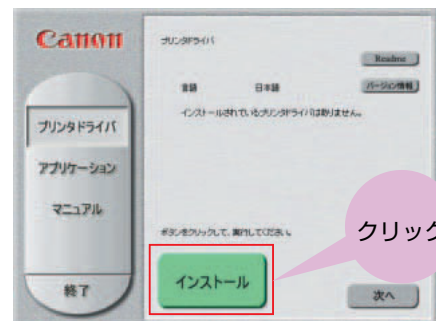 Canon
プリンタドライバ
Readme
言語 日本語
バージョン情報
インストールされているプリンタドライバはありません。
プリンタドライバ
アプリケーション
マニュアル
ボタンをクリックして、実行してください。
クリック
インストール
終了
次へ